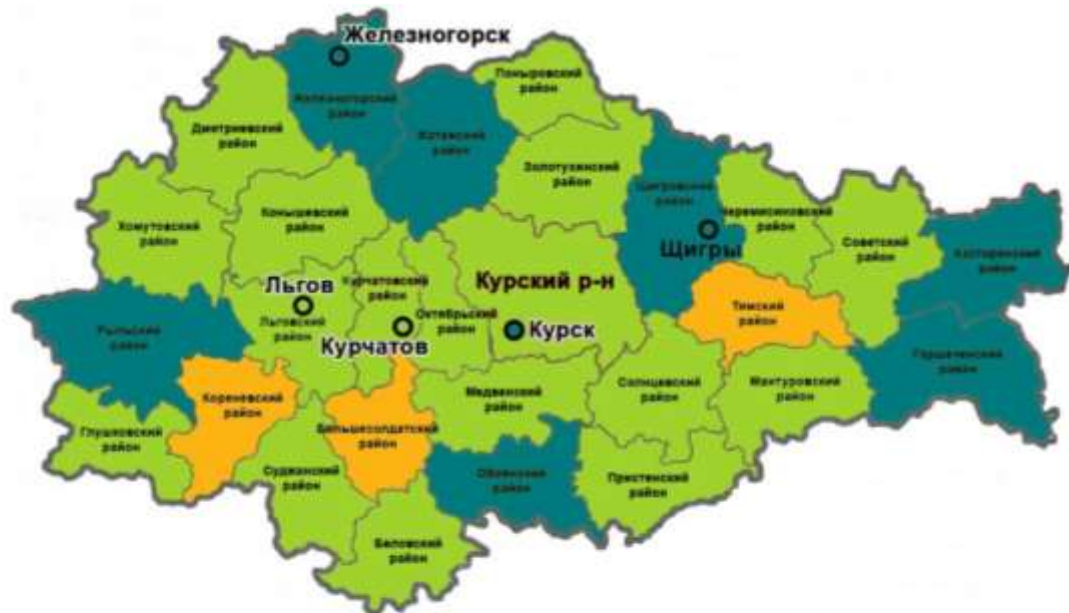 Железногорск
Железногорский
район
Поныровский
район
Дмитриевский
район
Фатежский
район
Золотухинский
район
Щигровский
район
Хомутовский
район
Конышевский
район
Черемисиновский
район
Советский
район
Касторенский
район
Щигры
Курчатовский
район
Курский р-н
Льгов
Льговский
район
Октябрьский
район
Курск
Курчатов
Тимский
район
Рыльский
район
Горшеченский
район
Кореневский
район
Медвенский
район
Солнцевский
район
Мантуровский
район
Глушковский
район
Большесолдатский
район
Суджанский
район
Обоянский
район
Пристенский
район
Беловский
район